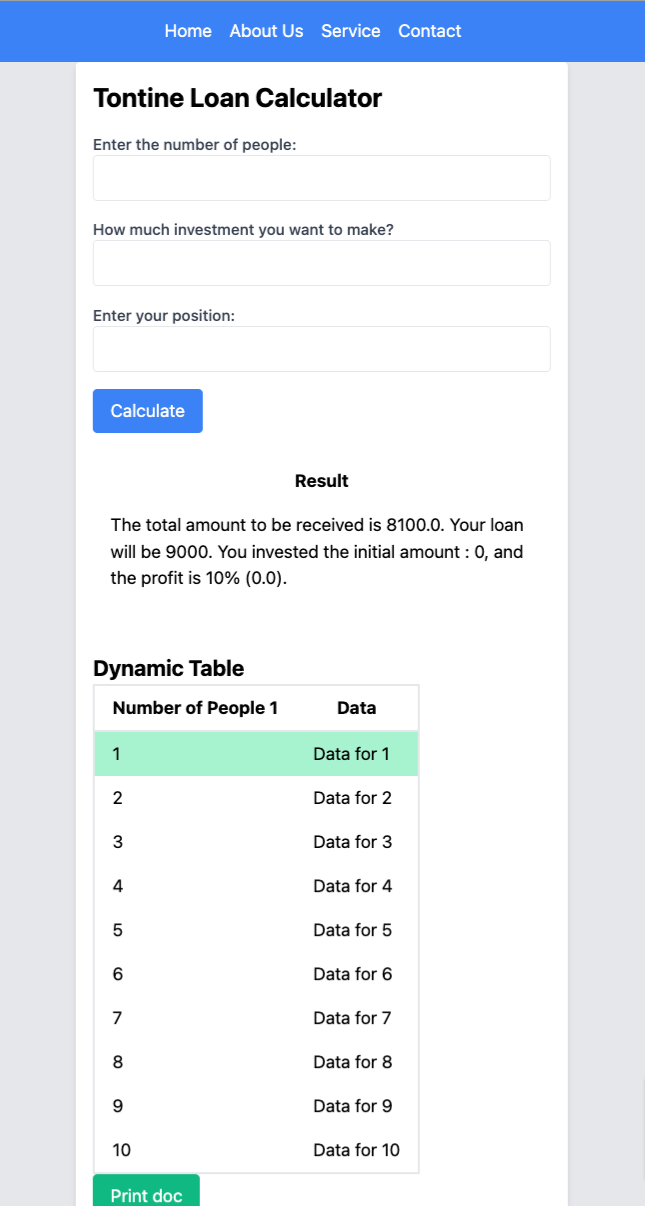 Home About Us Service Contact
Tontine Loan Calculator
Enter the number of people:
How much investment you want to make?
Enter your position:
Calculate
Result
The total amount to be received is 8100.0. Your loan
will be 9000. You invested the initial amount : 0, and
the profit is 10% (0.0).
Dynamic Table
Number of People 1 Data
1 Data for 1
2 Data for 2
3 Data for 3
4 Data for 4
5 Data for 5
6 Data for 6
7 Data for 7
8 Data for 8
9 Data for 9
10 Data for 10
Print doc